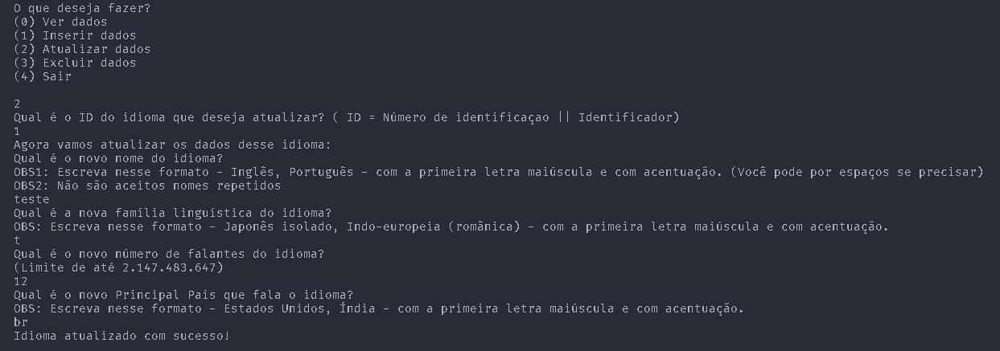 O que deseja fazer?
(0) Ver dados
(1) Inserir dados
(2) Atualizar dados
(3) Excluir dados
(4) Sair
2
Qual é o ID do idioma que deseja atualizar? ( ID = Número de identificaçao || Identificador)
1
Agora vamos atualizar os dados desse idioma:
Qual é o novo nome do idioma?
OBS1: Escreva nesse formato - Inglês, Português - com a primeira letra maiúscula e com acentuação. (Você pode por espaços se precisar)
OBS2: Não são aceitos nomes repetidos
teste
Qual é a nova família linguística do idioma?
OBS: Escreva nesse formato - Japonês isolado, Indo-europeia (românica) - com a primeira letra maiúscula e com acentuação.
t
Qual é o novo número de falantes do idioma?
(Limite de até 2.147.483.647)
12
Qual é o novo Principal País que fala o idioma?
OBS: Escreva nesse formato - Estados Unidos, Índia - com a primeira letra maiúscula e com acentuação.
br
Idioma atualizado com sucesso!